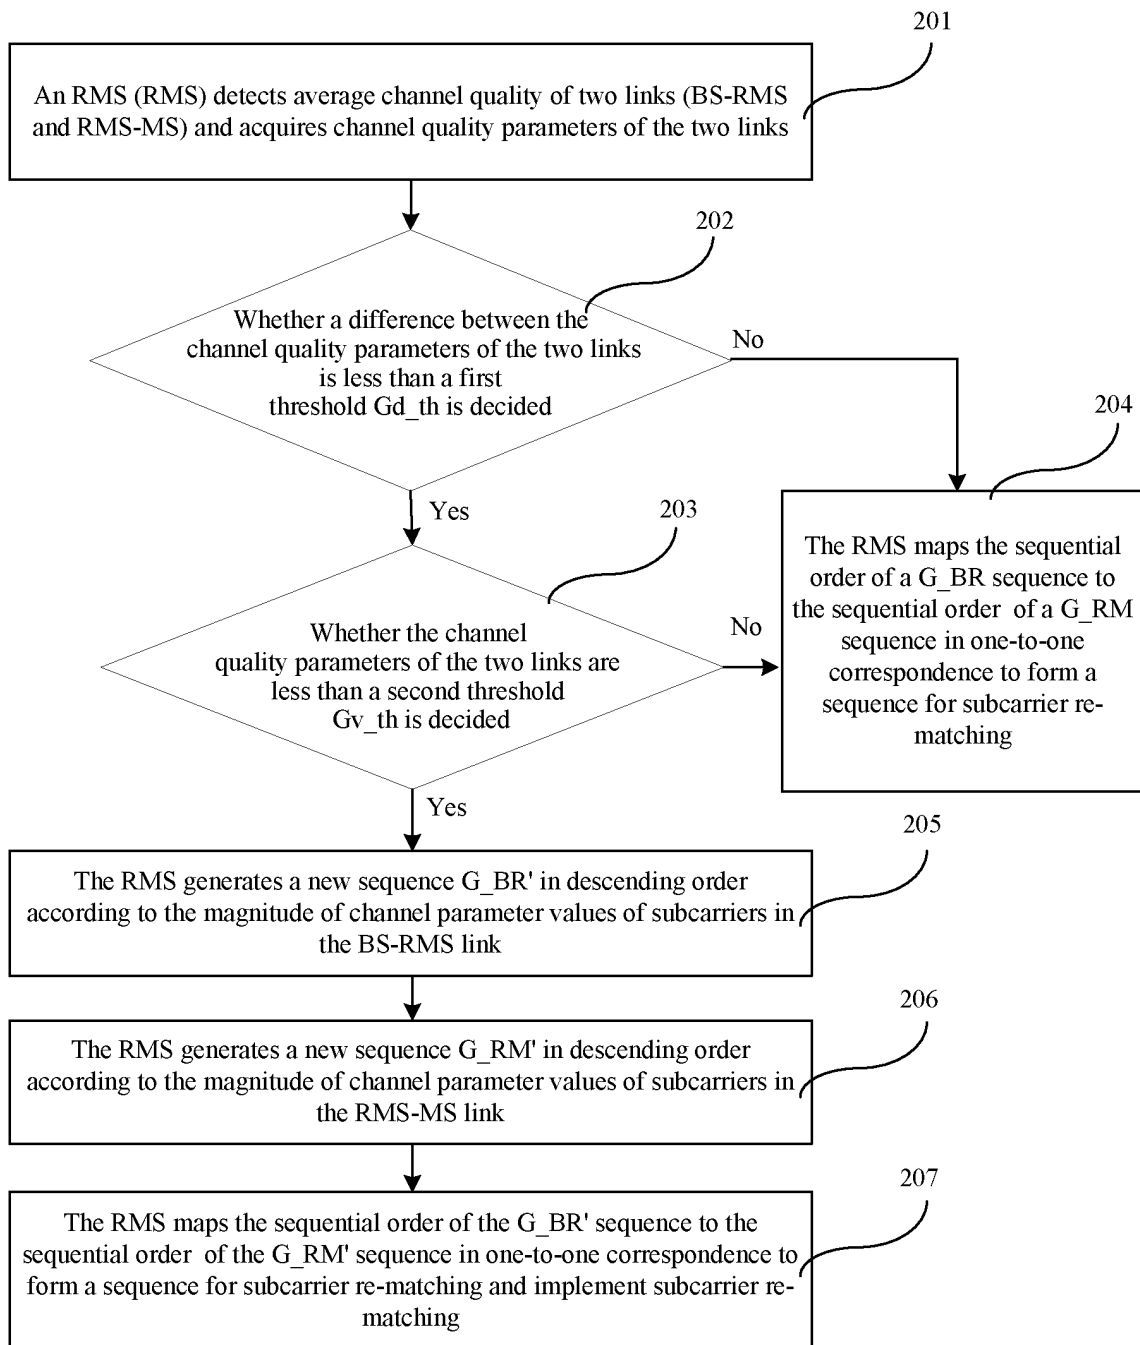 201
An RMS (RMS) detects average channel quality of two links (BS-RMS
and RMS-MS) and acquires channel quality parameters of the two links
202
Whether a difference between the
channel quality parameters of the two links
is less than a first
threshold Gd_th is decided
No
Yes
204
The RMS maps the sequential
order of a G_BR sequence to
the sequential order of a G_RM
sequence in one-to-one
correspondence to form a
sequence for subcarrier re-
matching
203
Whether the channel
quality parameters of the two links are
less than a second threshold
Gv_th is decided
No
Yes
205
The RMS generates a new sequence G_BR' in descending order
according to the magnitude of channel parameter values of subcarriers in
the BS-RMS link
206
The RMS generates a new sequence G_RM' in descending order
according to the magnitude of channel parameter values of subcarriers in
the RMS-MS link
207
The RMS maps the sequential order of the G_BR' sequence to the
sequential order of the G_RM' sequence in one-to-one correspondence to
form a sequence for subcarrier re-matching and implement subcarrier re-
matching